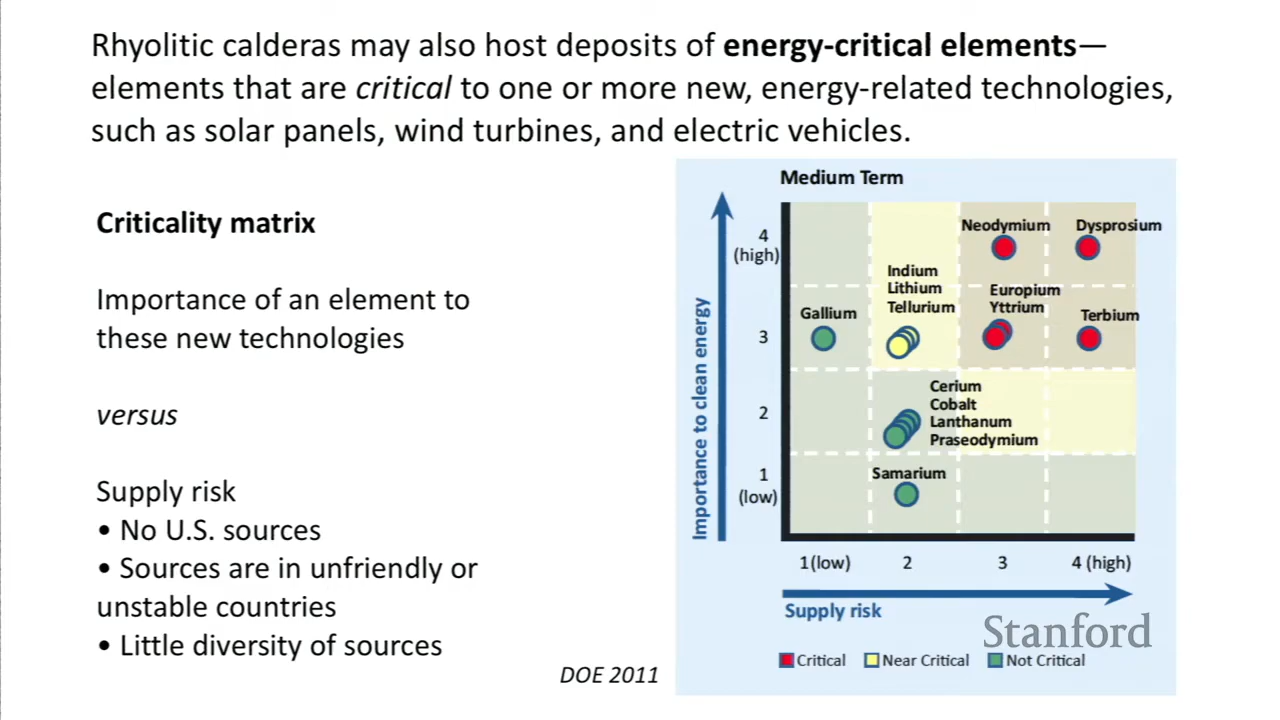 Rhyolitic calderas may also host deposits of energy-critical elements—
elements that are critical to one or more new, energy-related technologies,
such as solar panels, wind turbines, and electric vehicles.
Criticality matrix
Importance of an element to
these new technologies
versus
Supply risk
• No U.S. sources
• Sources are in unfriendly or
unstable countries
• Little diversity of sources
DOE 2011
Medium Term
Importance to clean energy
4
(high)
3
2
1
(low)
Neodymium
Dysprosium
Indium
Lithium
Tellurium
Europium
Yttrium
Gallium
Terbium
Cerium
Cobalt
Lanthanum
Praseodymium
Samarium
1(low)
2
3
4 (high)
Supply risk
Stanford
Critical
Near Critical
Not Critical